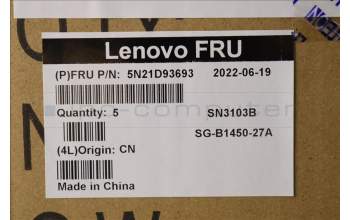 Lenovo FRU
(P)FRU P/N: 5N21D93693 2022-06-19
Quantity: 5 SN3103B
SG-B1450-27A
(4L)Origin: CN
Made in China